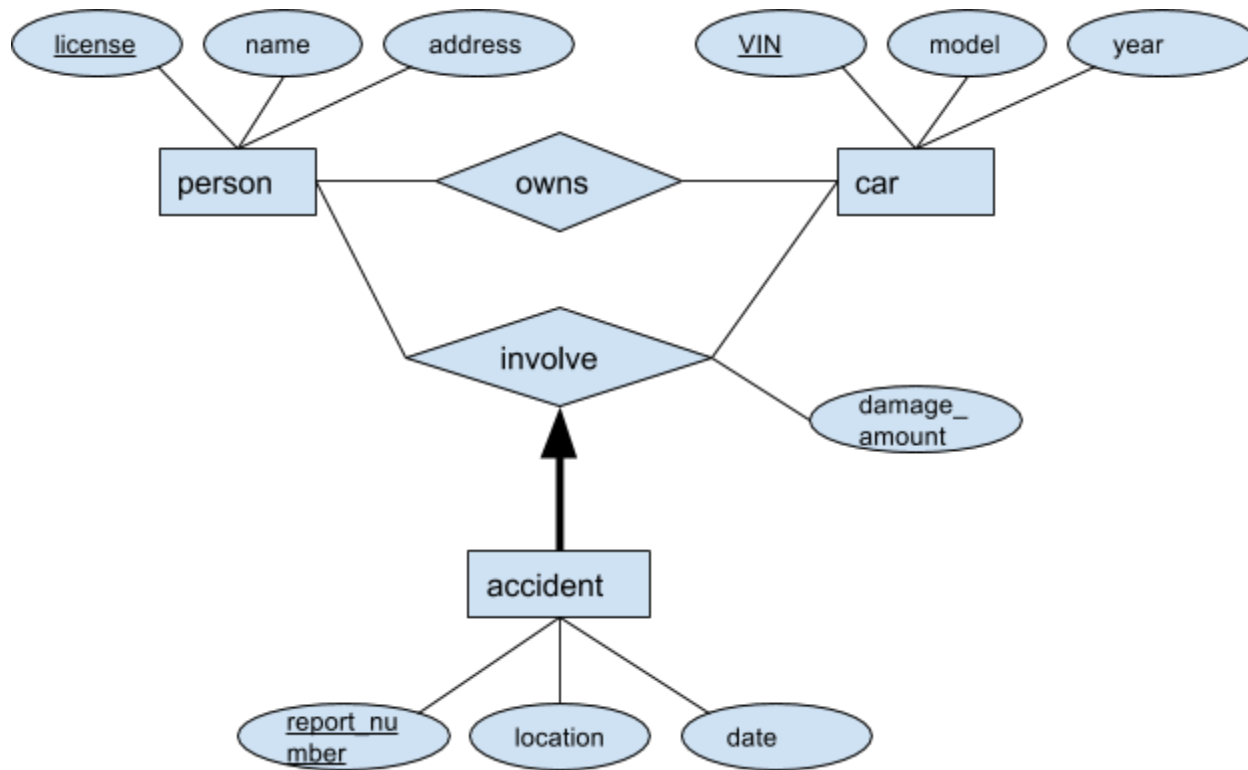 license
name
address
VIN
model
year
person
owns
car
involve
damage_
amount
accident
report_nu
mber
location
date